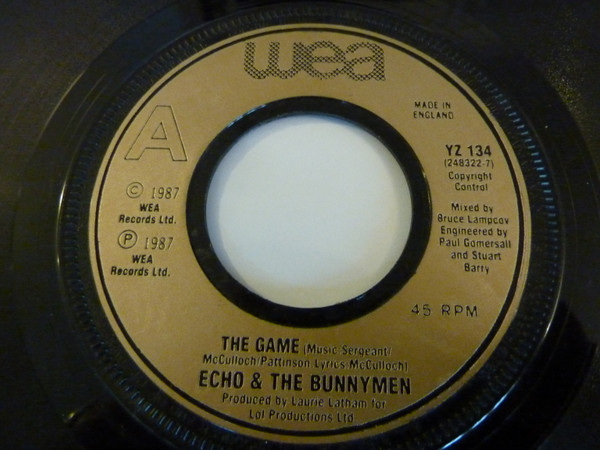 wea
A
MADE IN
ENGLAND
YZ 134
(248322-7)
Copyright
Control
© 1987
WEA
Records Ltd.
Ⓟ 1987
WEA
Records Ltd.
Mixed by
Bruce Lampcov
Engineered by
Paul Gomersall
and Stuart
Barry
45 RPM
THE GAME (Music-Sergeant/
McCulloch/Pattinson Lyrics-McCulloch)
ECHO & THE BUNNYMEN
Produced by Laurie Latham for
Lol Productions Ltd.